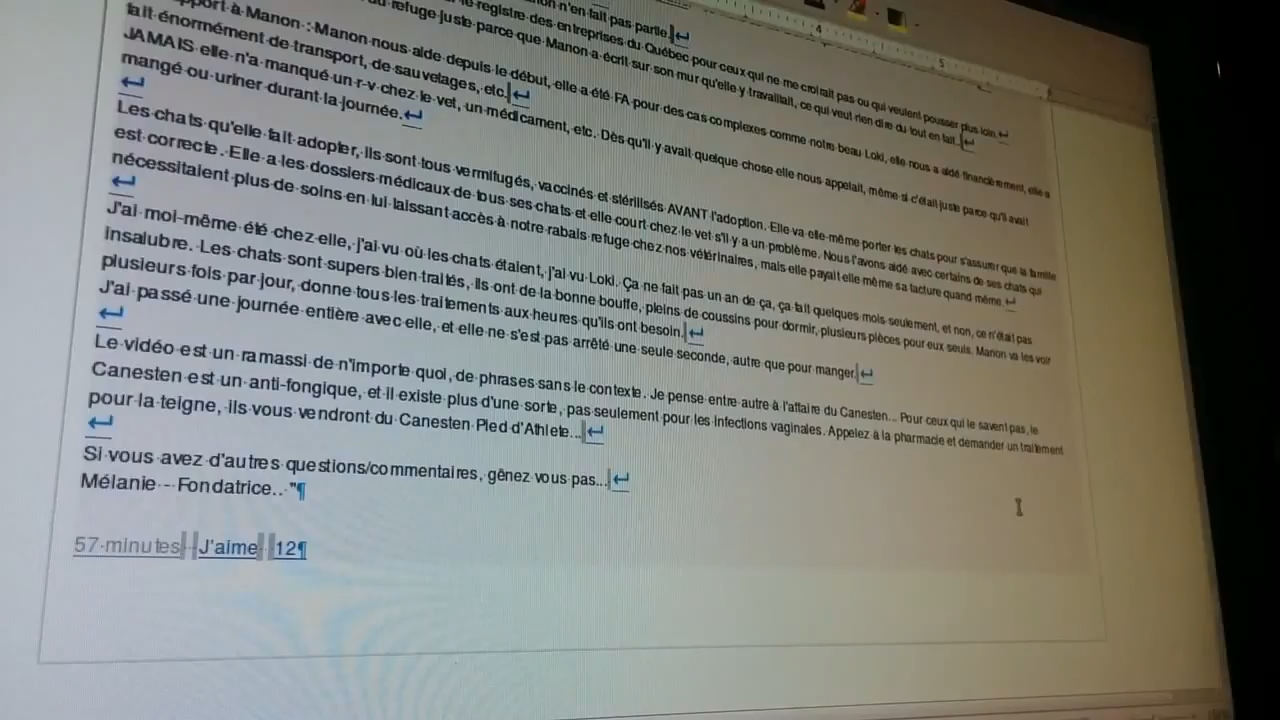 4
5
n'en fait pas partie.
le registre des entreprises du Québec pour ceux qui ne me croirait pas ou qui veulent pousser plus loin.
refuge juste parce que Manon a écrit sur son mur qu'elle y travaillait, ce qui veut rien dire du tout en fait.
à Manon : Manon nous aide depuis le début, elle a été FA pour des cas complexes comme notre beau Loki, elle nous a aidé financièrement, elle a
fait énormément de transport, de sauvetages, etc.
JAMAIS elle n'a manqué un r-v chez le vet, un médicament, etc. Dès qu'il y avait quelque chose elle nous appelait, même si c'était juste parce qu'il avait
mangé ou uriner durant la journée.
Les chats qu'elle fait adopter, ils sont tous vermifugés, vaccinés et stérilisés AVANT l'adoption. Elle va elle-même porter les chats pour s'assurer que la famille
est correcte. Elle a les dossiers médicaux de tous ses chats et elle court chez le vet s'il y a un problème. Nous l'avons aidé avec certains de ses chats qui
nécessitaient plus de soins en lui laissant accès à notre rabais refuge chez nos vétérinaires, mais elle payait elle même sa facture quand même.
J'ai moi-même été chez elle, j'ai vu où les chats étaient, j'ai vu Loki. Ça ne fait pas un an de ça, ça fait quelques mois seulement, et non, ce n'était pas
insalubre. Les chats sont supers bien traités, ils ont de la bonne bouffe, pleins de coussins pour dormir, plusieurs pièces pour eux seuls. Manon va les voir
plusieurs fois par jour, donne tous les traitements aux heures qu'ils ont besoin.
J'ai passé une journée entière avec elle, et elle ne s'est pas arrêté une seule seconde, autre que pour manger.
Le vidéo est un ramassi de n'importe quoi, de phrases sans le contexte. Je pense entre autre à l'affaire du Canesten... Pour ceux qui le savent pas, le
Canesten est un anti-fongique, et il existe plus d'une sorte, pas seulement pour les infections vaginales. Appelez à la pharmacie et demander un traitement
pour la teigne, ils vous vendront du Canesten Pied d'Athlete...
Si vous avez d'autres questions/commentaires, gênez vous pas...
Mélanie - Fondatrice.. "¶
57 minutes J'aime 12¶